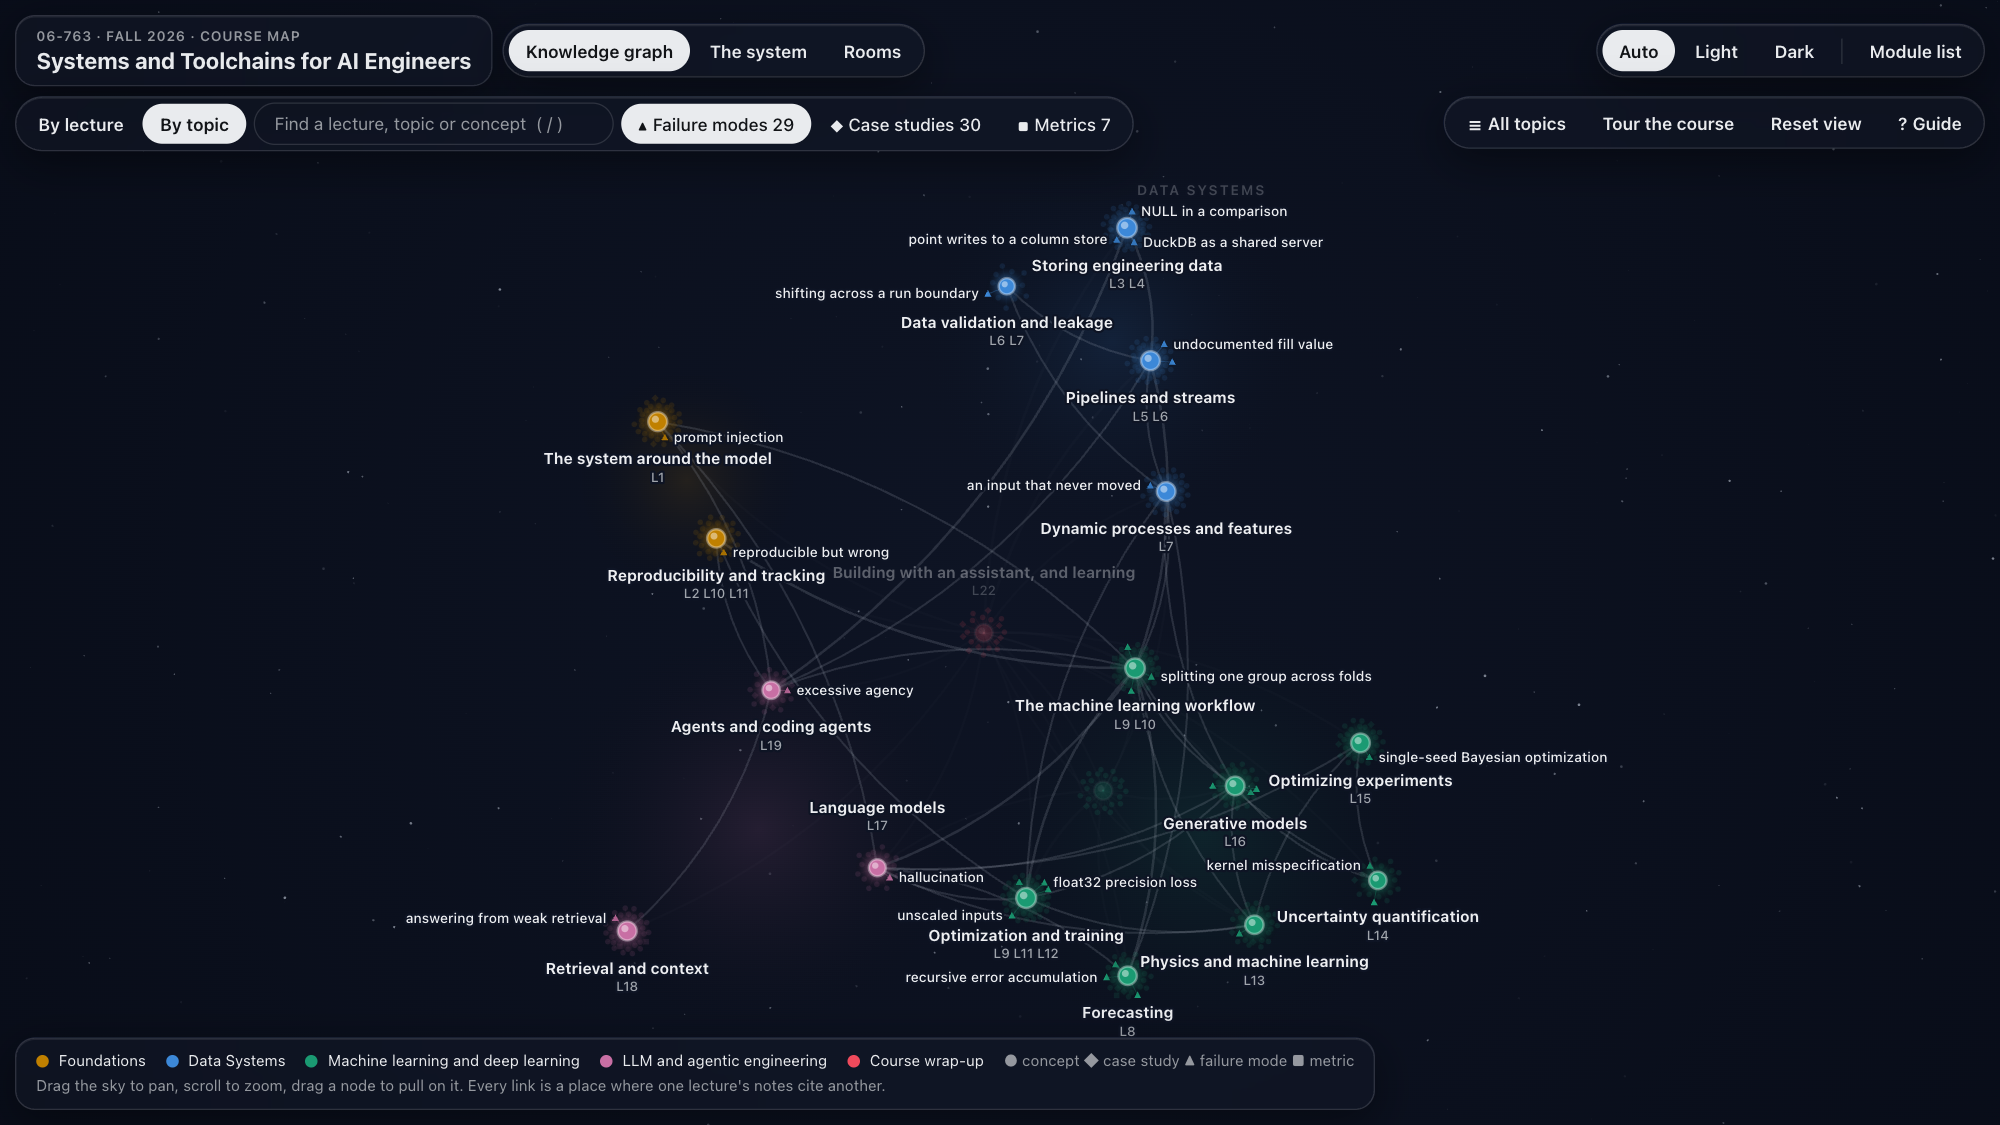 06-763 · FALL 2026 · COURSE MAP
Systems and Toolchains for AI Engineers
Knowledge graph
The system
Rooms
Auto
Light
Dark
Module list
By lecture
By topic
Find a lecture, topic or concept ( / )
▲ Failure modes 29
◆ Case studies 30
■ Metrics 7
≡ All topics
Tour the course
Reset view
? Guide
DATA SYSTEMS
NULL in a comparison
point writes to a column store
DuckDB as a shared server
Storing engineering data
L3 L4
shifting across a run boundary
Data validation and leakage
L6 L7
undocumented fill value
Pipelines and streams
L5 L6
prompt injection
The system around the model
L1
an input that never moved
Dynamic processes and features
L7
reproducible but wrong
Reproducibility and tracking
L2 L10 L11
Building with an assistant, and learning
L22
splitting one group across folds
The machine learning workflow
L9 L10
excessive agency
Agents and coding agents
L19
single-seed Bayesian optimization
Optimizing experiments
L15
Language models
L17
Generative models
L16
kernel misspecification
hallucination
float32 precision loss
answering from weak retrieval
unscaled inputs
Uncertainty quantification
L14
Optimization and training
L9 L11 L12
Retrieval and context
L18
Physics and machine learning
L13
recursive error accumulation
Forecasting
L8
Foundations
Data Systems
Machine learning and deep learning
LLM and agentic engineering
Course wrap-up
concept
case study
failure mode
metric
Drag the sky to pan, scroll to zoom, drag a node to pull on it. Every link is a place where one lecture's notes cite another.